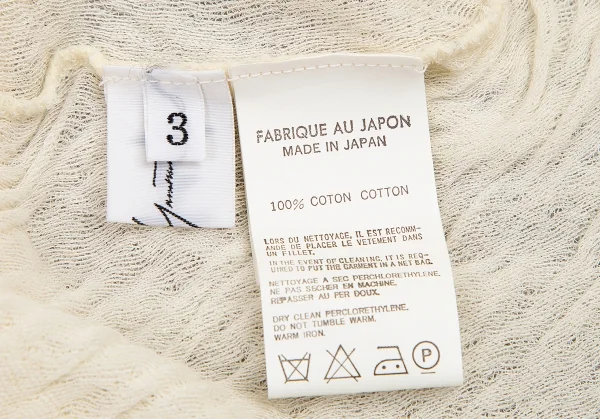 3
FABRIQUE AU JAPON
MADE IN JAPAN
100% COTON COTTON
LORS DU NETTOYAGE, IL EST RECOMM-
ANDE DE PLACER LE VETEMENT DANS
UN FILLET.
IN THE EVENT OF CLEANING, IT IS REQ-
UIRED TO PUT THIS GARMENT IN A NET BAG.
NETTOYAGE A SEC PERCHLORETHYLENE.
NE PAS SECHER EN MACHINE.
REPASSER AU FER DOUX.
DRY CLEAN PERCLORETHYLENE.
DO NOT TUMBLE WARM.
WARM IRON.
P